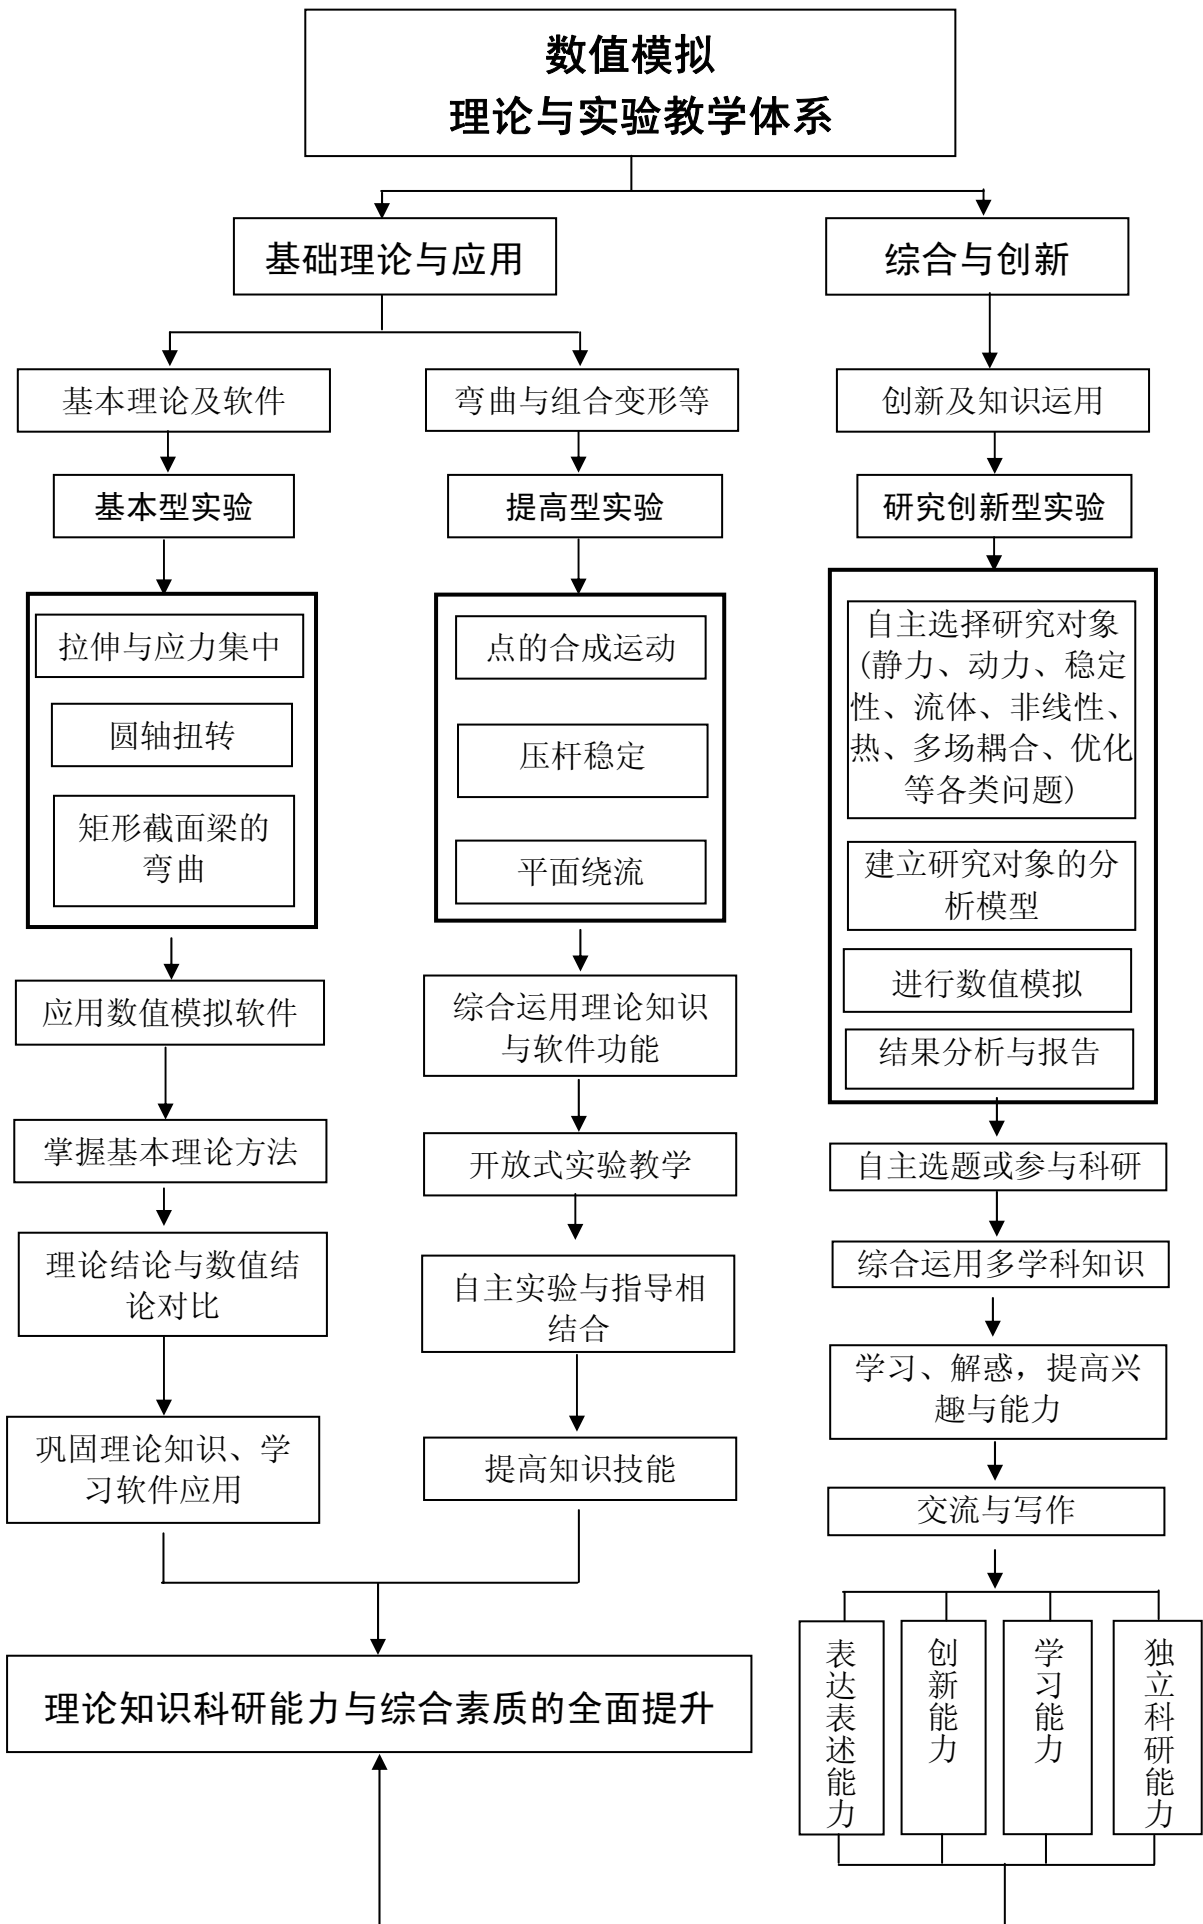 数值模拟
理论与实验教学体系
基础理论与应用
综合与创新
基本理论及软件
弯曲与组合变形等
创新及知识运用
基本型实验
提高型实验
研究创新型实验
拉伸与应力集中
圆轴扭转
矩形截面梁的
弯曲
点的合成运动
压杆稳定
平面绕流
自主选择研究对象
(静力、动力、稳定
性、流体、非线性、
热、多场耦合、优化
等各类问题)
建立研究对象的分
析模型
进行数值模拟
结果分析与报告
应用数值模拟软件
掌握基本理论方法
理论结论与数值结
论对比
巩固理论知识、学
习软件应用
综合运用理论知识
与软件功能
开放式实验教学
自主实验与指导相
结合
提高知识技能
自主选题或参与科研
综合运用多学科知识
学习、解惑，提高兴
趣与能力
交流与写作
表达表述能力
创新能力
学习能力
独立科研能力
理论知识科研能力与综合素质的全面提升